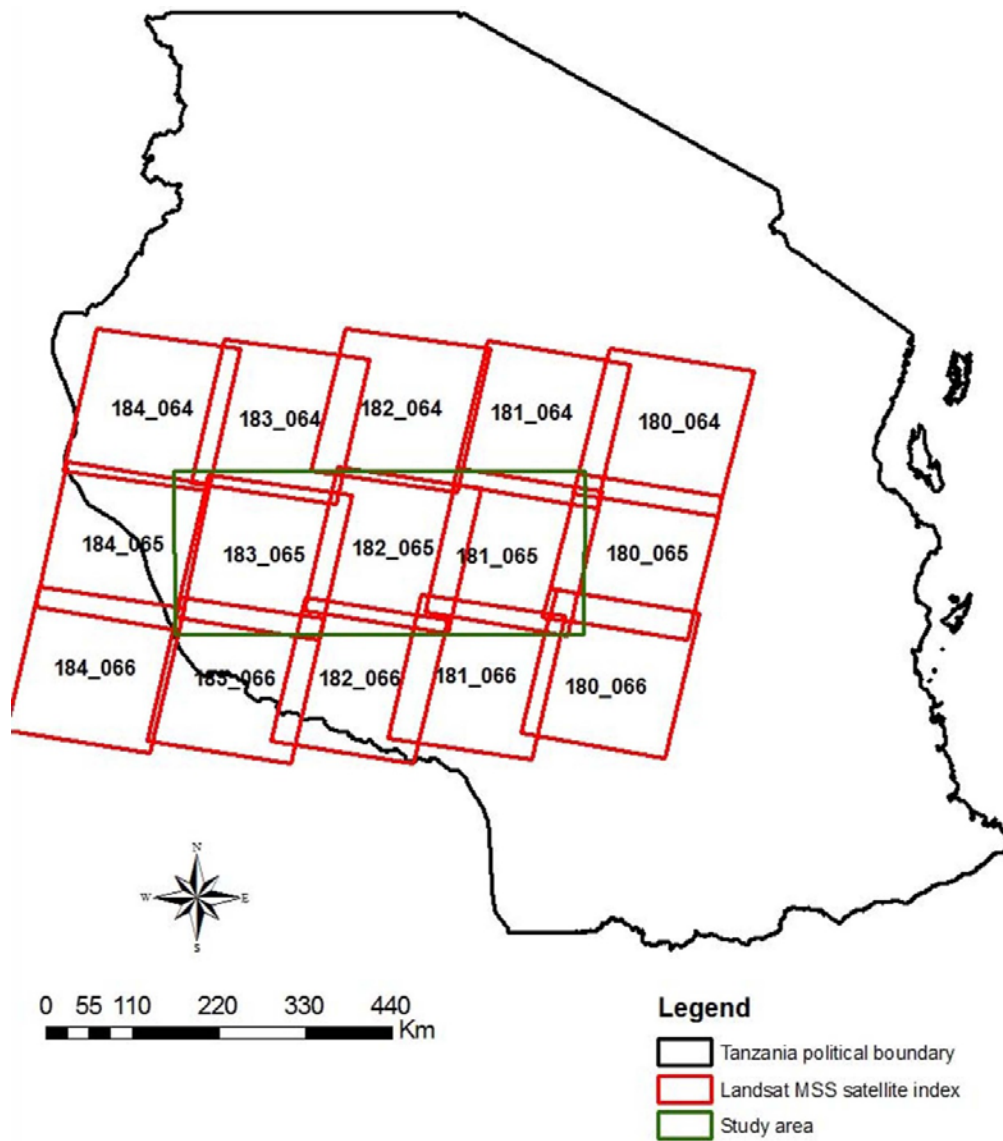 184_064
183_064
182_064
181_064
180_064
184_065
183_065
182_065
181_065
180_065
184_066
183_066
182_066
181_066
180_066
N
W
E
S
0 55 110 220 330 440
Km
Legend
Tanzania political boundary
Landsat MSS satellite index
Study area